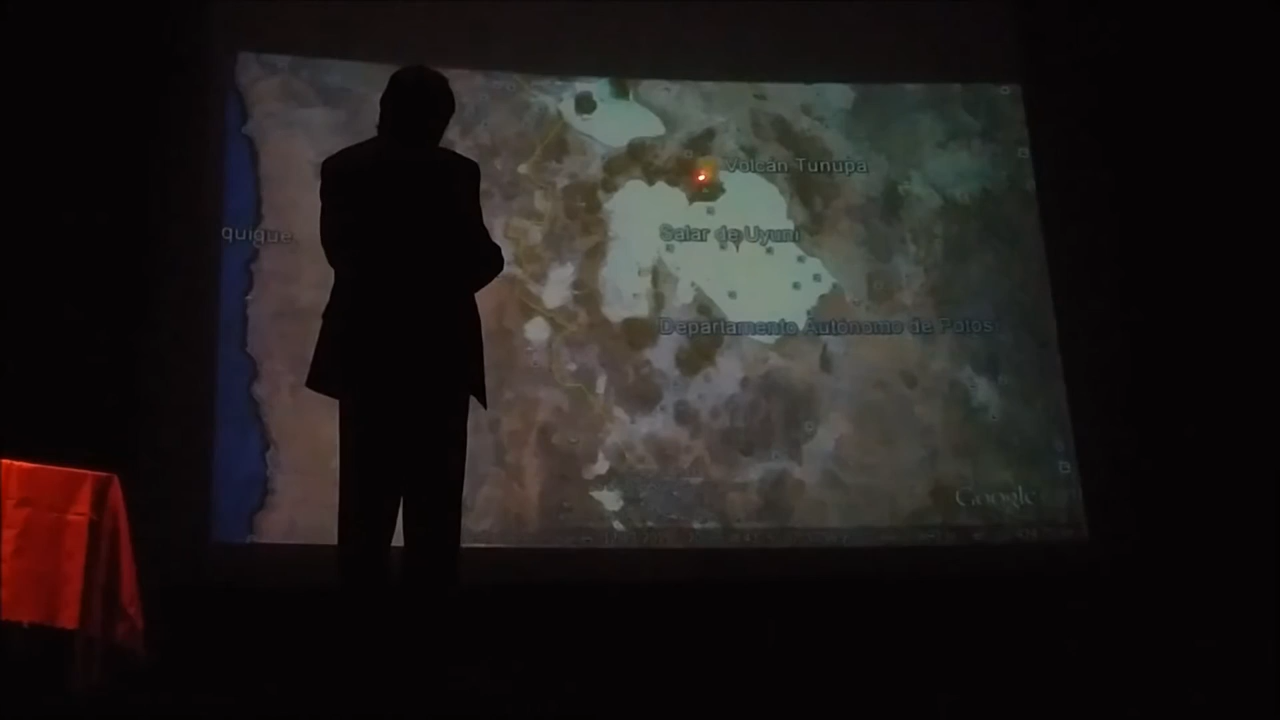 Volcán Tunupa
quique
Salar de Uyuni
Departamento Autónomo de Potosí
Google